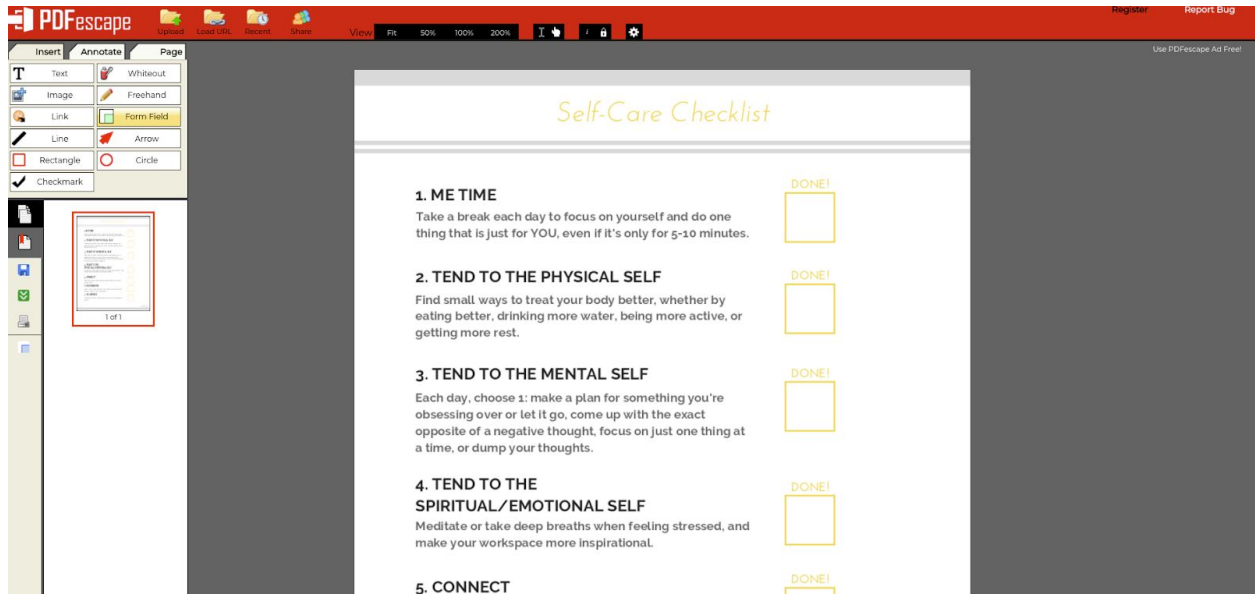 PDFescape
Upload
Load URL
Recent
Share
View:
Fit
50%
100%
200%
Register
Report Bug
Use PDFescape Ad Free!
Insert
Annotate
Page
Text
Whiteout
Image
Freehand
Link
Form Field
Line
Arrow
Rectangle
Circle
Checkmark
1 of 1
Self-Care Checklist
1. ME TIME
DONE!
Take a break each day to focus on yourself and do one
thing that is just for YOU, even if it's only for 5-10 minutes.
2. TEND TO THE PHYSICAL SELF
DONE!
Find small ways to treat your body better, whether by
eating better, drinking more water, being more active, or
getting more rest.
3. TEND TO THE MENTAL SELF
DONE!
Each day, choose 1: make a plan for something you're
obsessing over or let it go, come up with the exact
opposite of a negative thought, focus on just one thing at
a time, or dump your thoughts.
4. TEND TO THE
SPIRITUAL/EMOTIONAL SELF
DONE!
Meditate or take deep breaths when feeling stressed, and
make your workspace more inspirational.
5. CONNECT
DONE!